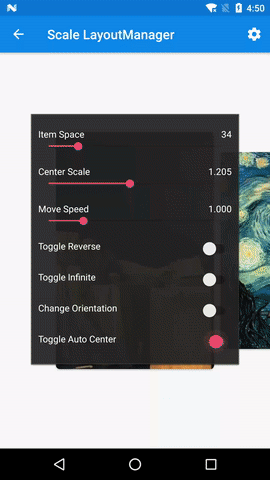 4:50
Scale LayoutManager
Item Space 34
Center Scale 1.205
Move Speed 1.000
Toggle Reverse
Toggle Infinite
Change Orientation
Toggle Auto Center